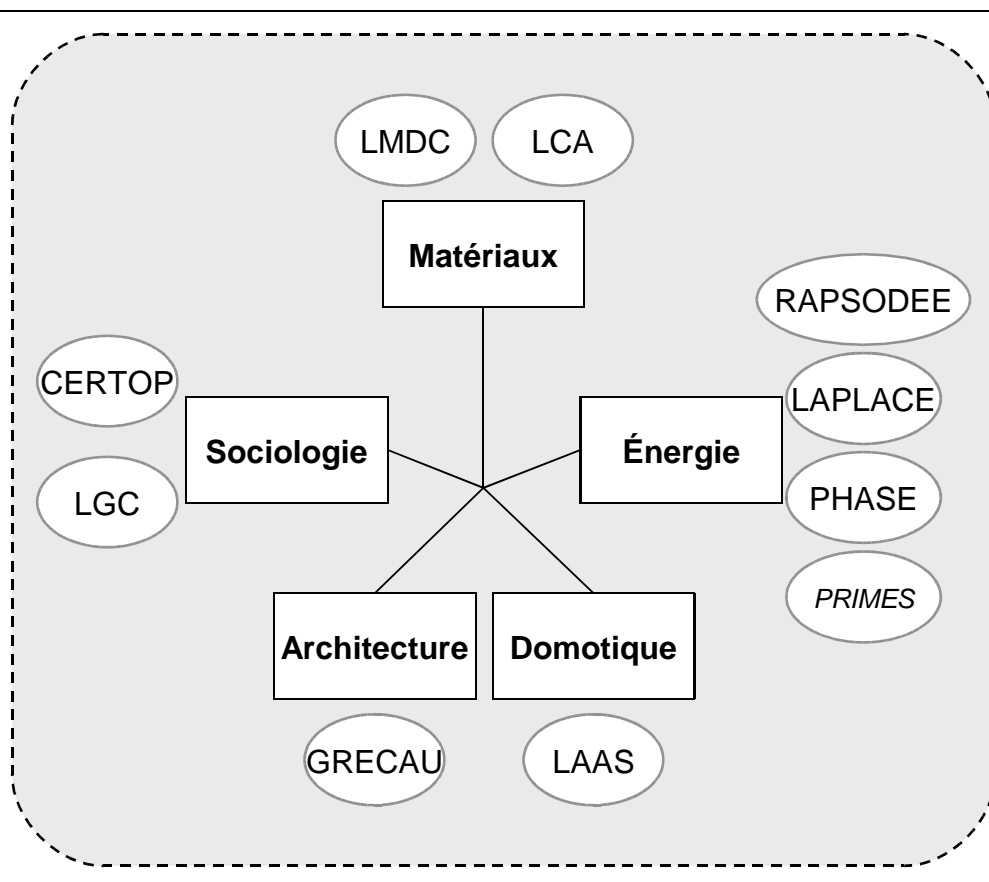 LMDC
LCA
Matériaux
RAPSODEE
CERTOP
LAPLACE
Sociologie
Énergie
LGC
PHASE
PRIMES
Architecture
Domotique
GRECAU
LAAS